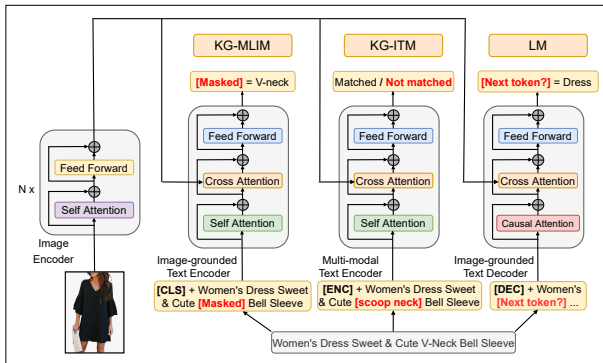 KG-MLIM
KG-ITM
LM
[Masked] = V-neck
Matched / Not matched
[Next token?] = Dress
N x
Feed Forward
Self Attention
Image
Encoder
Feed Forward
Cross Attention
Self Attention
Image-grounded
Text Encoder
Feed Forward
Cross Attention
Self Attention
Multi-modal
Text Encoder
Feed Forward
Cross Attention
Causal Attention
Image-grounded
Text Decoder
[CLS] + Women's Dress Sweet
& Cute [Masked] Bell Sleeve
[ENC] + Women's Dress Sweet
& Cute [scoop neck] Bell Sleeve
[DEC] + Women's
[Next token?] ...
Women's Dress Sweet & Cute V-Neck Bell Sleeve